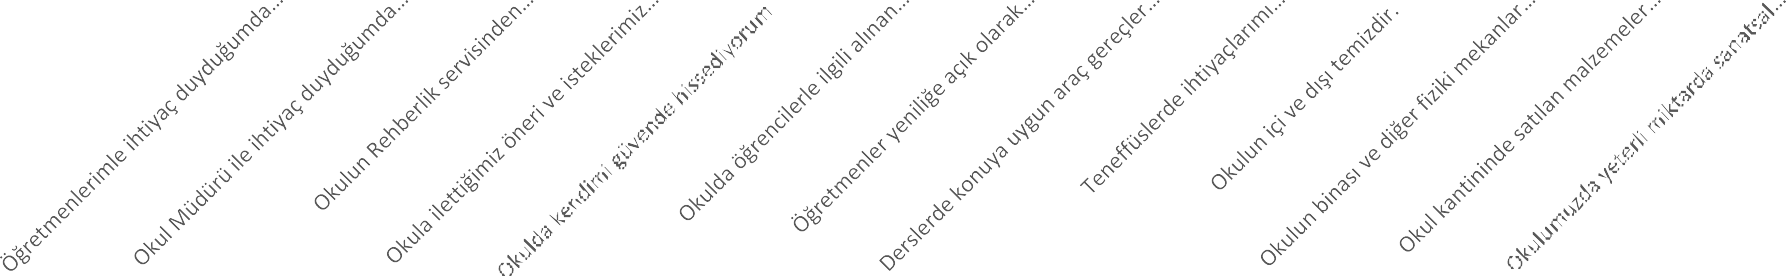 Öğretmenlerimle ihtiyaç duyduğumda...
Okul Müdürü ile ihtiyaç duyduğumda...
Okulun Rehberlik servisinden...
Okula ilettiğimiz öneri ve isteklerimiz...
Okulda kendimi güvende hissediyorum
Okulda öğrencilerle ilgili alınan...
Öğretmenler yeniliğe açık olarak...
Derslerde konuya uygun araç gereçler...
Teneffüslerde ihtiyaçlarımı...
Okulun içi ve dışı temizdir.
Okulun binası ve diğer fiziki mekanlar...
Okul kantininde satılan malzemeler...
Okulumuzda yeterli miktarda sanatsal...